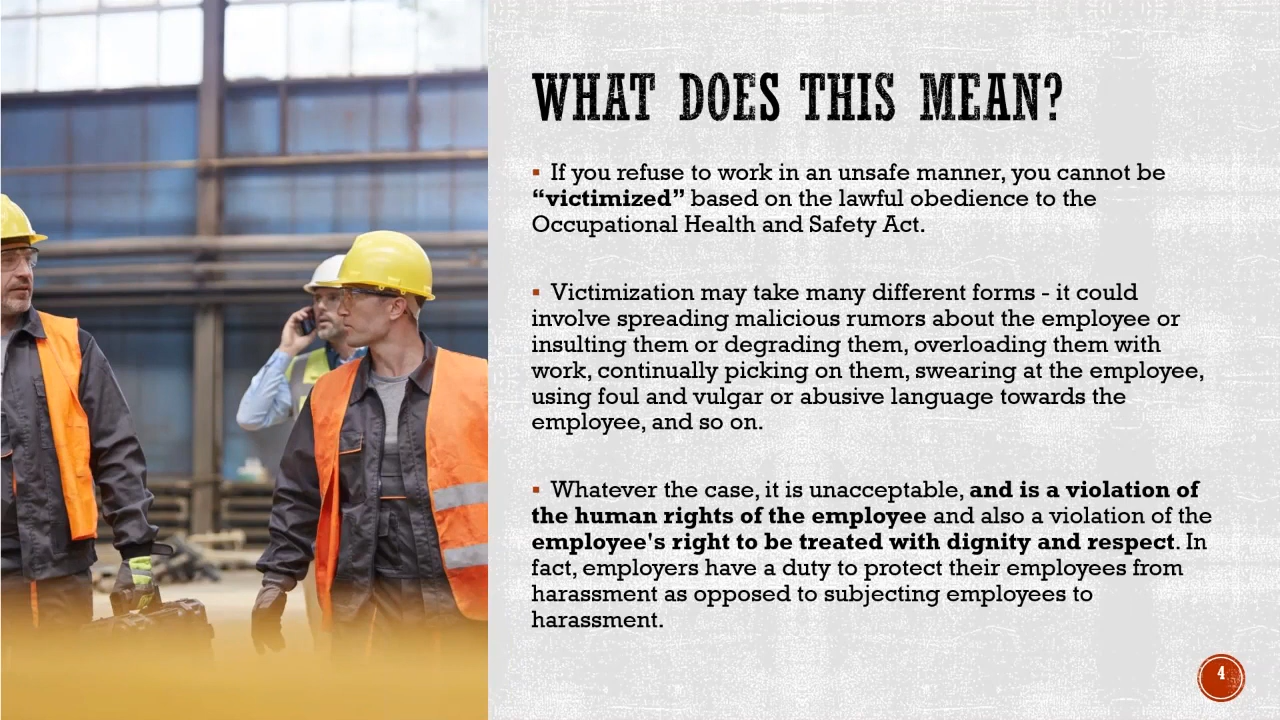 WHAT DOES THIS MEAN?
▪ If you refuse to work in an unsafe manner, you cannot be
“victimized” based on the lawful obedience to the
Occupational Health and Safety Act.
▪ Victimization may take many different forms - it could
involve spreading malicious rumors about the employee or
insulting them or degrading them, overloading them with
work, continually picking on them, swearing at the employee,
using foul and vulgar or abusive language towards the
employee, and so on.
▪ Whatever the case, it is unacceptable, and is a violation of
the human rights of the employee and also a violation of the
employee's right to be treated with dignity and respect. In
fact, employers have a duty to protect their employees from
harassment as opposed to subjecting employees to
harassment.
4